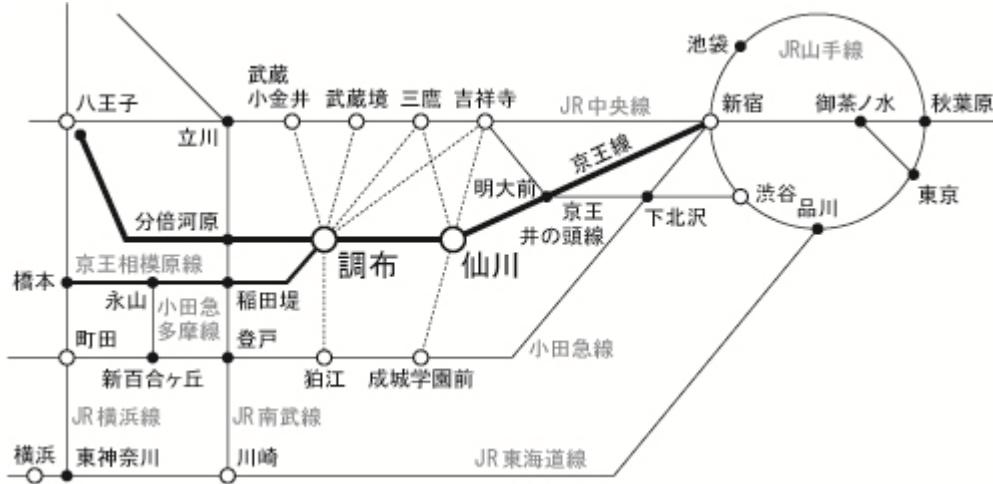 池袋
JR山手線
八王子
武蔵
小金井
武蔵境
三鷹
吉祥寺
JR中央線
新宿
御茶ノ水
秋葉原
立川
京王線
明大前
京王
井の頭線
下北沢
渋谷
品川
東京
分倍河原
調布
仙川
京王相模原線
橋本
永山
小田急
多摩線
稲田堤
町田
登戸
小田急線
新百合ヶ丘
狛江
成城学園前
JR横浜線
JR南武線
横浜
東神奈川
川崎
JR東海道線